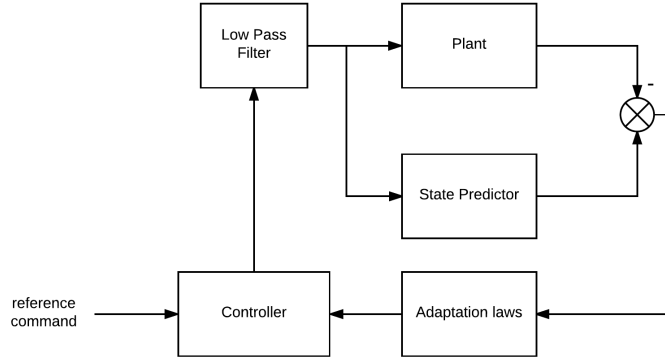 Low Pass
Filter
Plant
-
State Predictor
reference
command
Controller
Adaptation laws